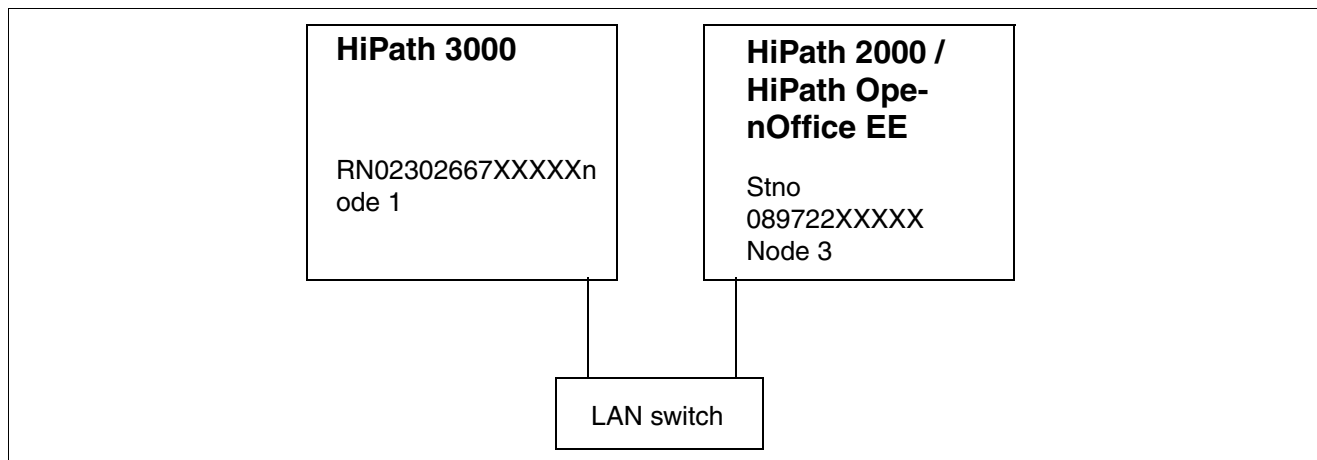 HiPath 3000
RN02302667XXXXXn
ode 1
HiPath 2000 /
HiPath Ope-
nOffice EE
Stno
089722XXXXX
Node 3
LAN switch